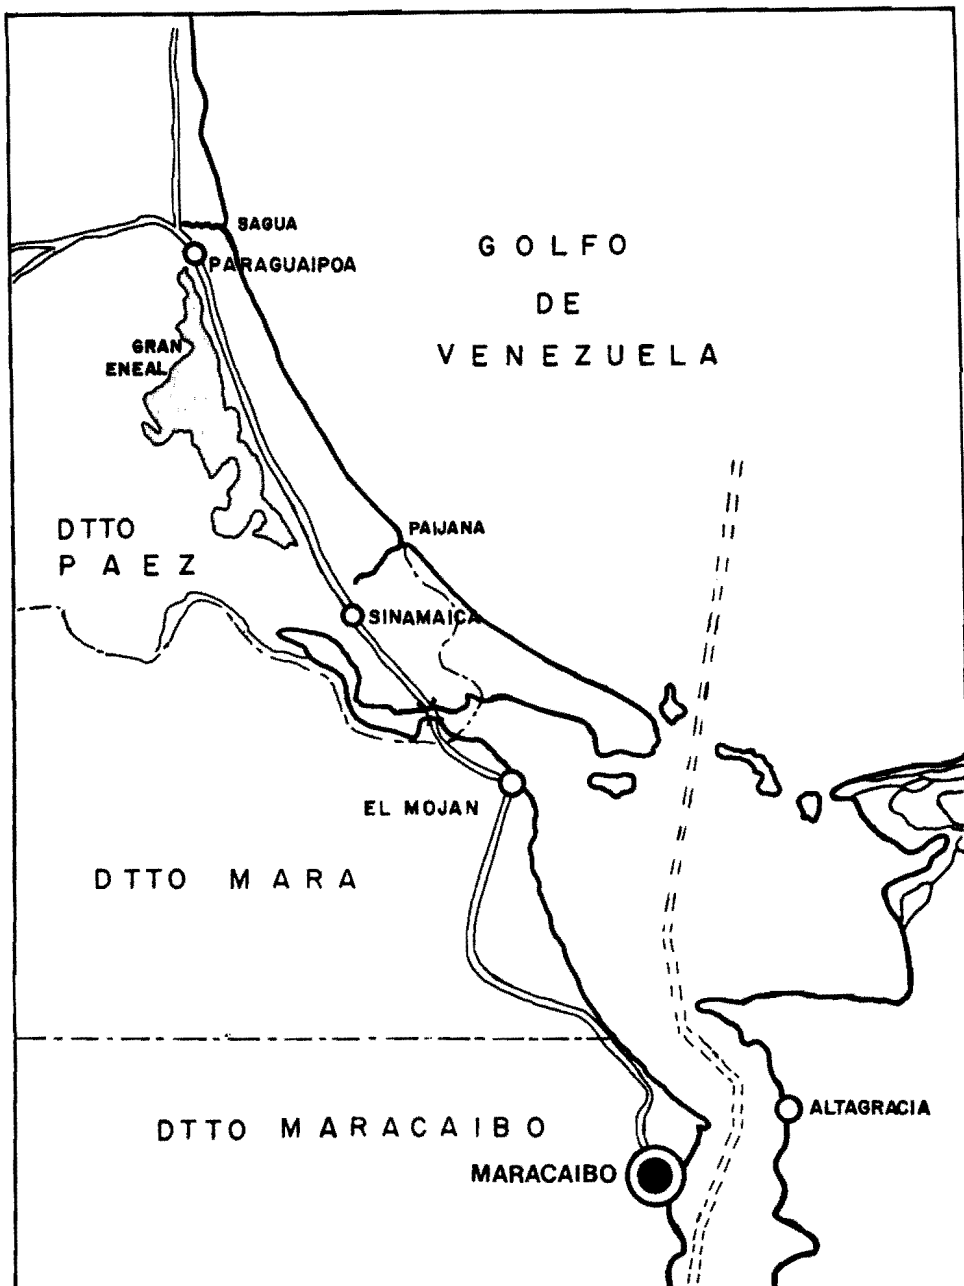 SAGUA
PARAGUAIPOA
GOLFO
DE
VENEZUELA
GRAN
ENEAL
DTTO
PAEZ
PAIJANA
SINAMAICA
EL MOJAN
DTTO MARA
ALTAGRACIA
DTTO MARACAIBO
MARACAIBO